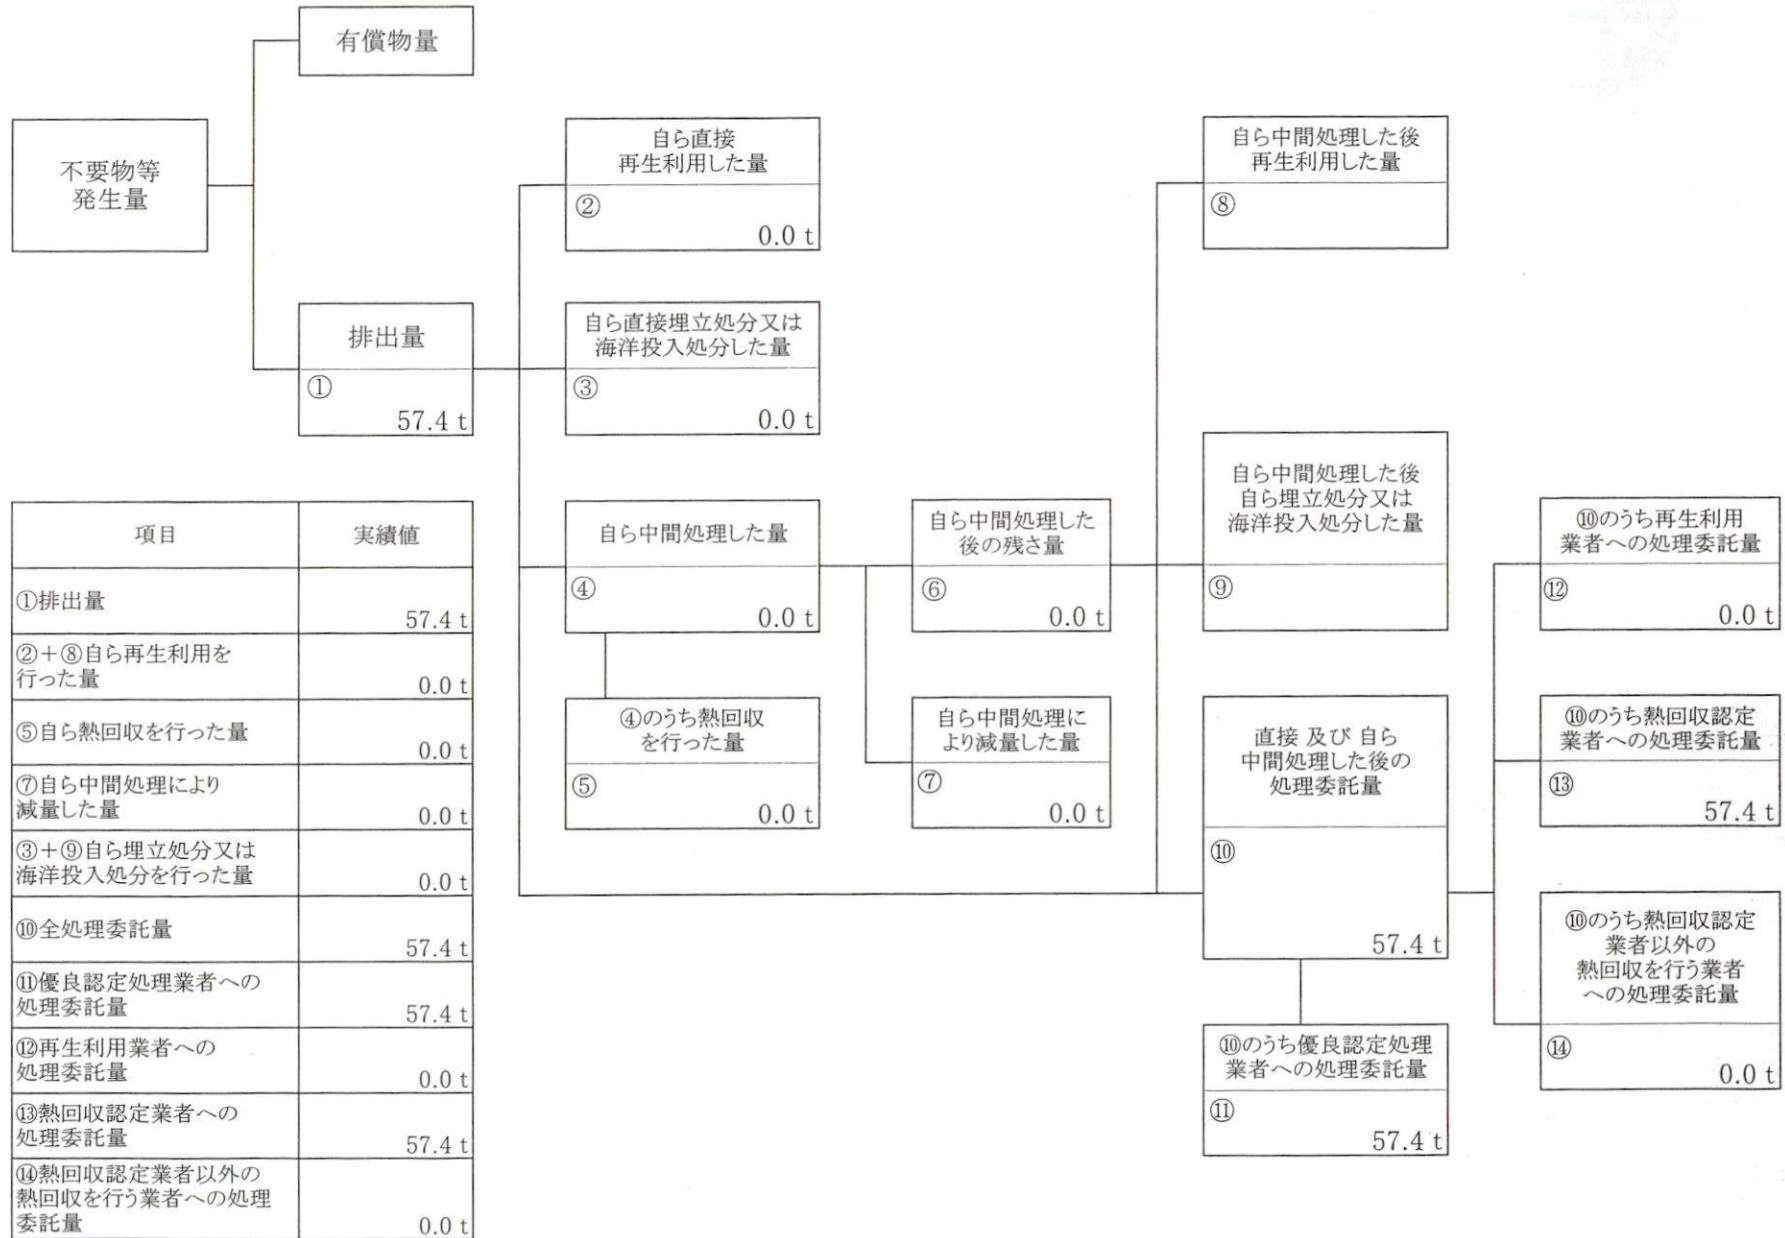 有償物量
不要物等
発生量
自ら直接
再生利用した量
②
0.0 t
自ら中間処理した後
再生利用した量
⑧
排出量
①
57.4 t
自ら直接埋立処分又は
海洋投入処分した量
③
0.0 t
自ら中間処理した量
④
0.0 t
自ら中間処理した
後の残さ量
⑥
0.0 t
自ら中間処理した後
自ら埋立処分又は
海洋投入処分した量
⑨
⑩のうち再生利用
業者への処理委託量
⑫
0.0 t
④のうち熱回収
を行った量
⑤
0.0 t
自ら中間処理に
より減量した量
⑦
0.0 t
直接 及び 自ら
中間処理した後の
処理委託量
⑩
57.4 t
⑩のうち熱回収認定
業者への処理委託量
⑬
57.4 t
⑩のうち熱回収認定
業者以外の
熱回収を行う業者
への処理委託量
⑭
0.0 t
⑩のうち優良認定処理
業者への処理委託量
⑪
57.4 t
項目 実績値
①排出量
57.4 t
②+⑧自ら再生利用を
行った量
0.0 t
⑤自ら熱回収を行った量
0.0 t
⑦自ら中間処理により
減量した量
0.0 t
③+⑨自ら埋立処分又は
海洋投入処分を行った量
0.0 t
⑩全処理委託量
57.4 t
⑪優良認定処理業者への
処理委託量
57.4 t
⑫再生利用業者への
処理委託量
0.0 t
⑬熱回収認定業者への
処理委託量
57.4 t
⑭熱回収認定業者以外の
熱回収を行う業者への処理
委託量
0.0 t